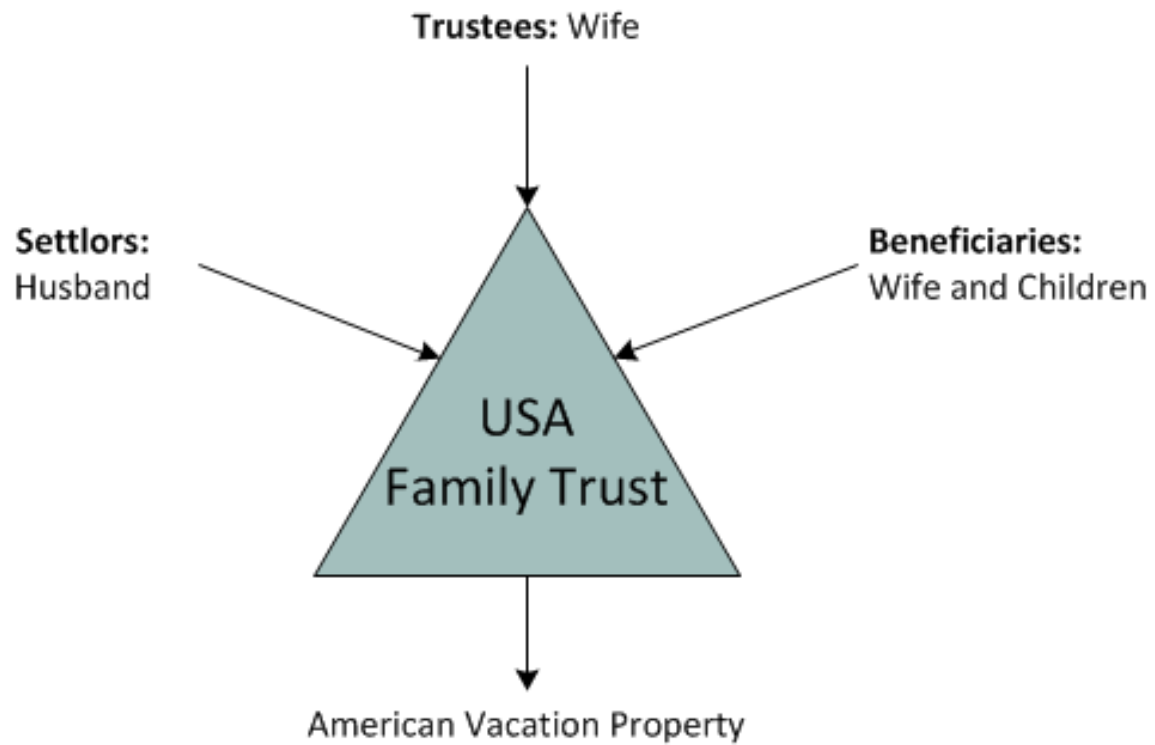 Trustees: Wife
Settlors:
Husband
Beneficiaries:
Wife and Children
USA
Family Trust
American Vacation Property